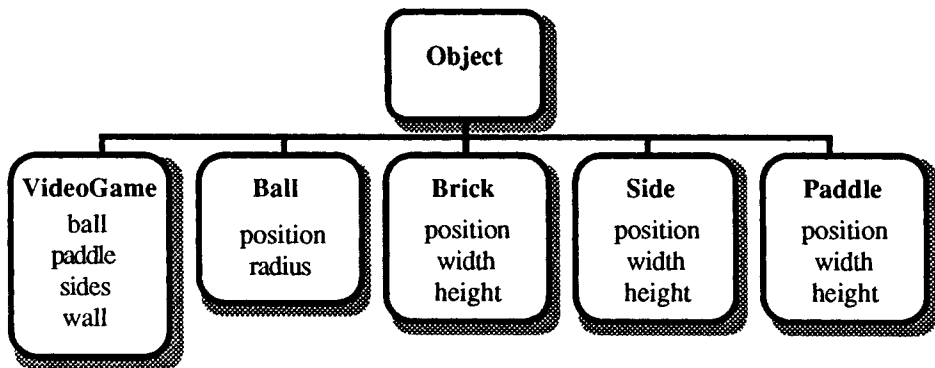 Object
VideoGame
ball
paddle
sides
wall
Ball
position
radius
Brick
position
width
height
Side
position
width
height
Paddle
position
width
height